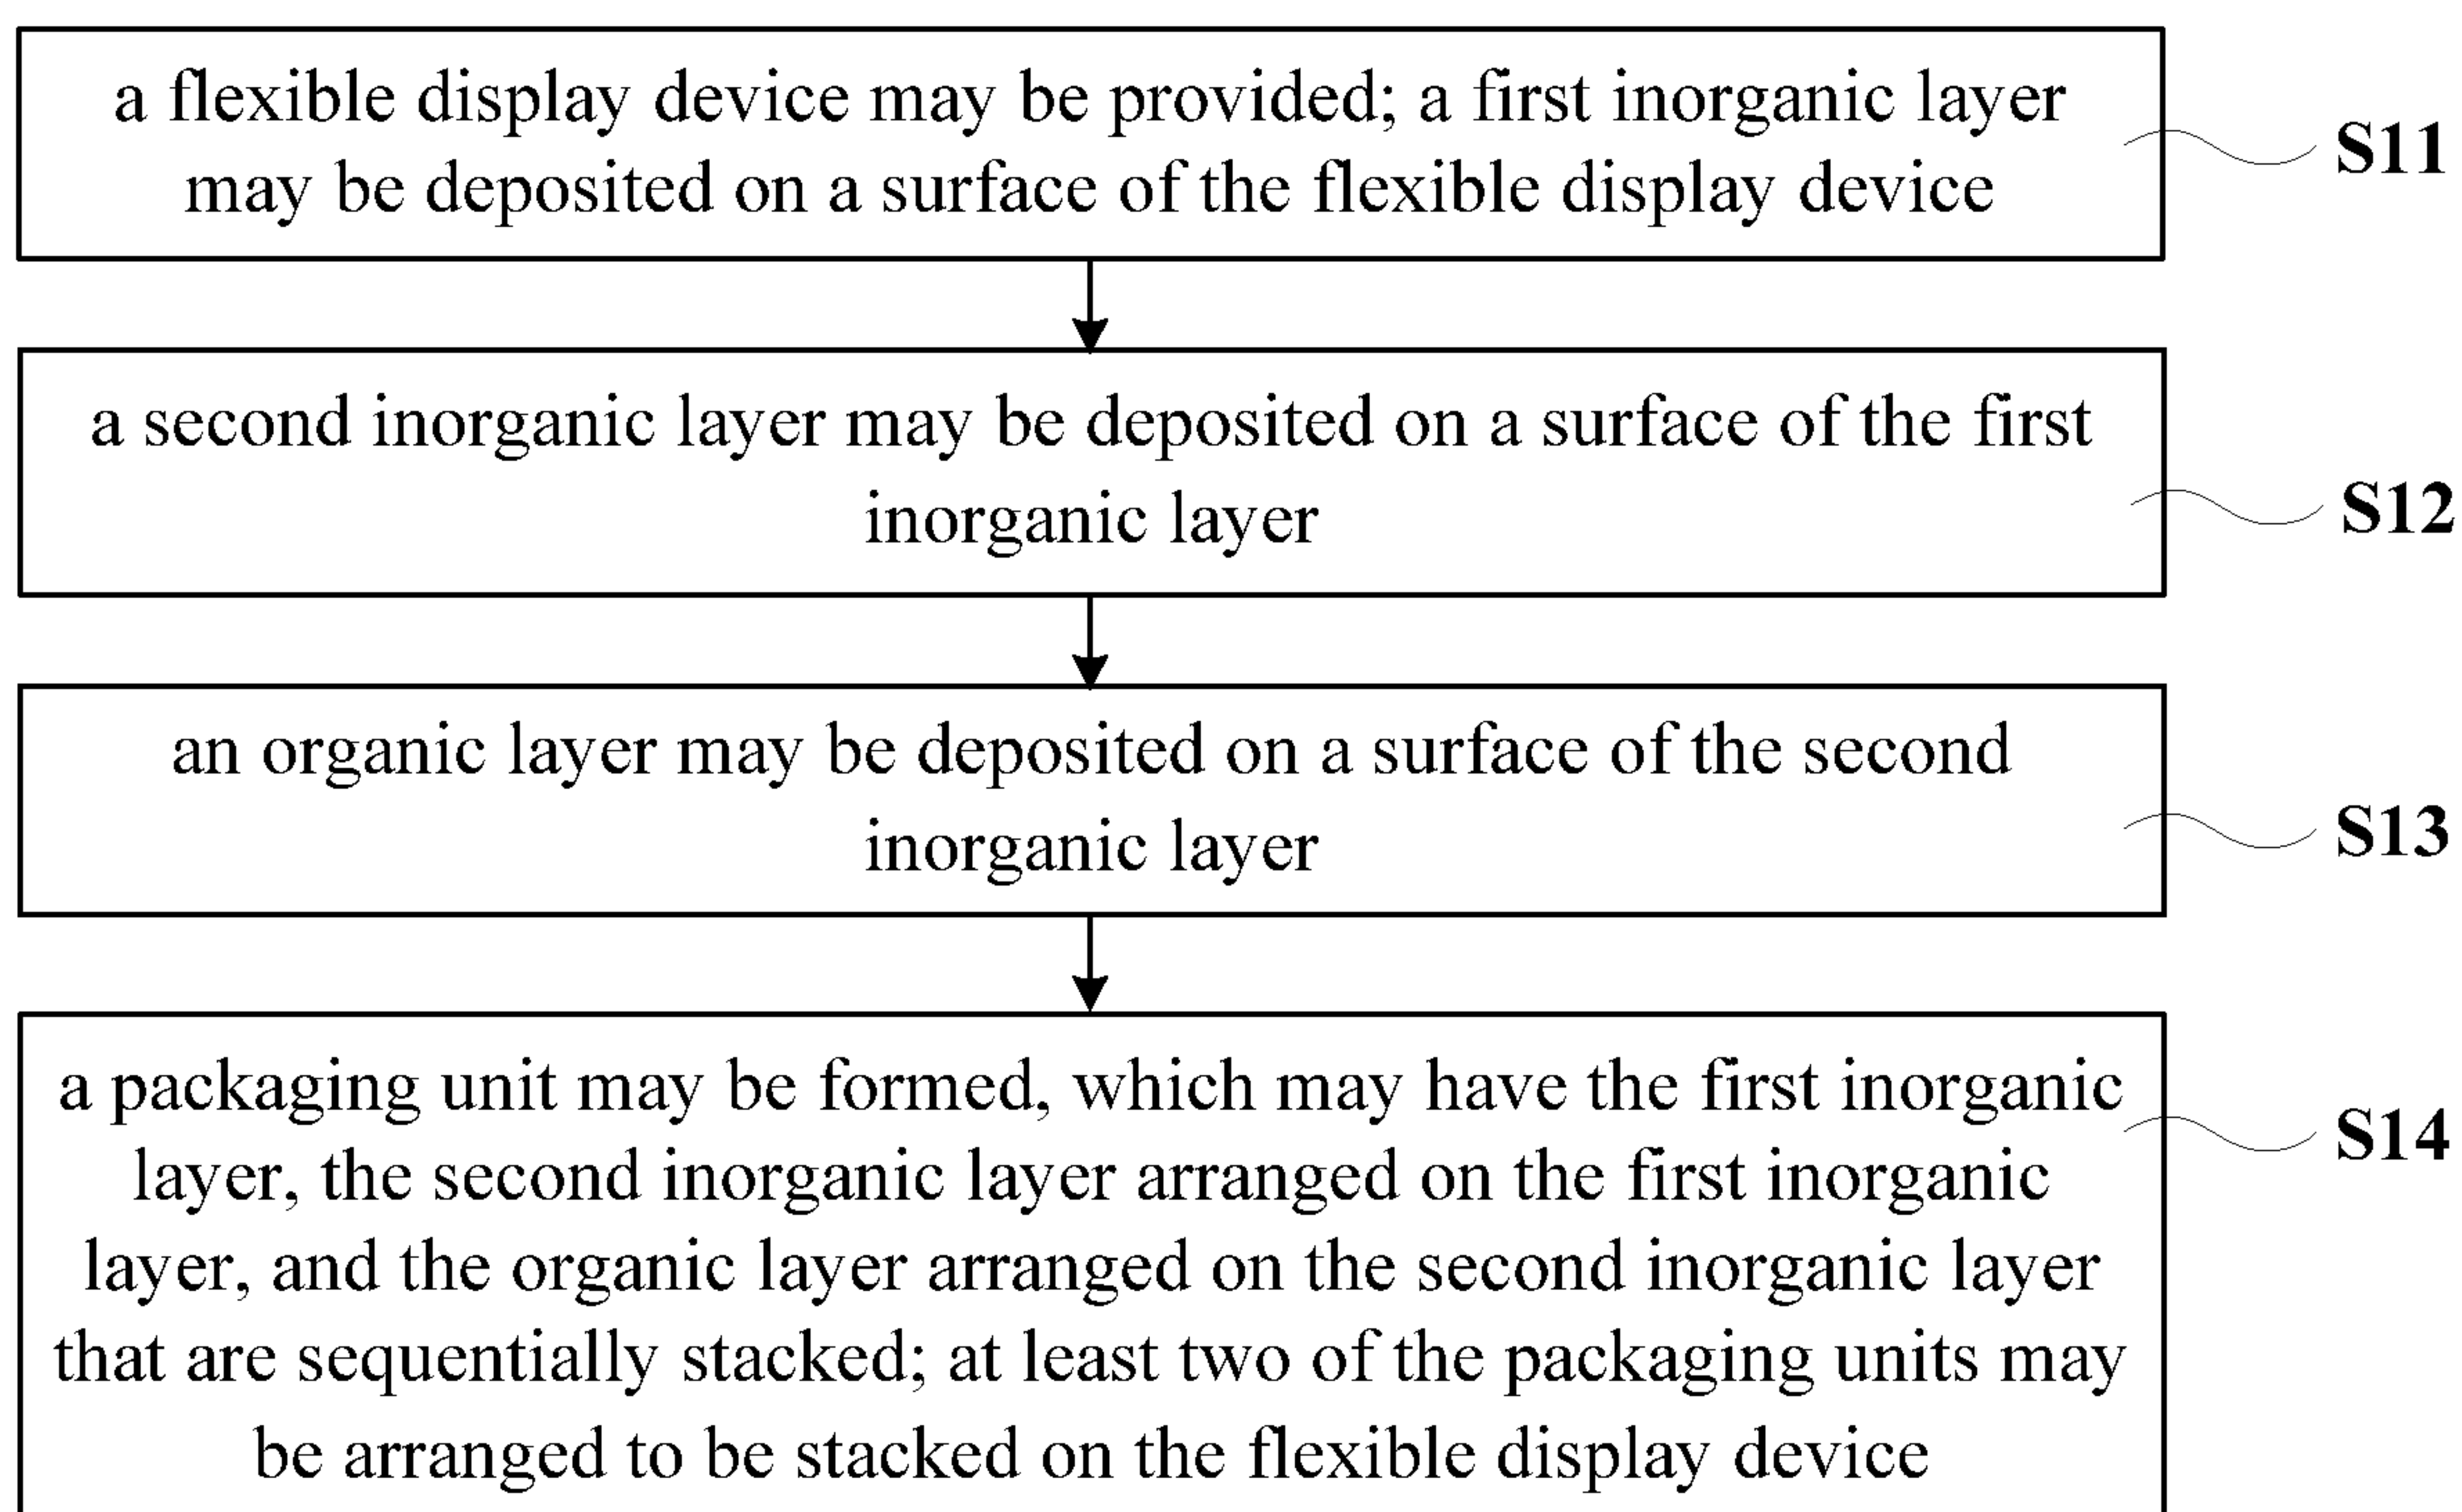 a flexible display device may be provided; a first inorganic layer
may be deposited on a surface of the flexible display device
S11
a second inorganic layer may be deposited on a surface of the first
inorganic layer
S12
an organic layer may be deposited on a surface of the second
inorganic layer
S13
a packaging unit may be formed, which may have the first inorganic
layer, the second inorganic layer arranged on the first inorganic
layer, and the organic layer arranged on the second inorganic layer
that are sequentially stacked; at least two of the packaging units may
be arranged to be stacked on the flexible display device
S14